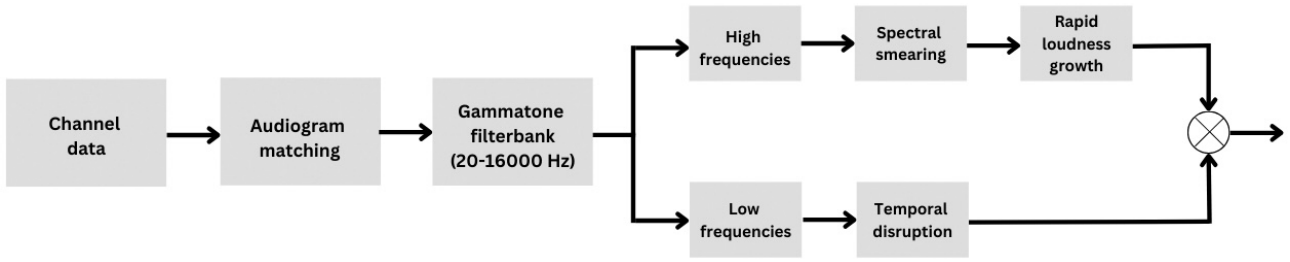 Channel
data
Audiogram
matching
Gammatone
filterbank
(20-16000 Hz)
High
frequencies
Spectral
smearing
Rapid
loudness
growth
Low
frequencies
Temporal
disruption